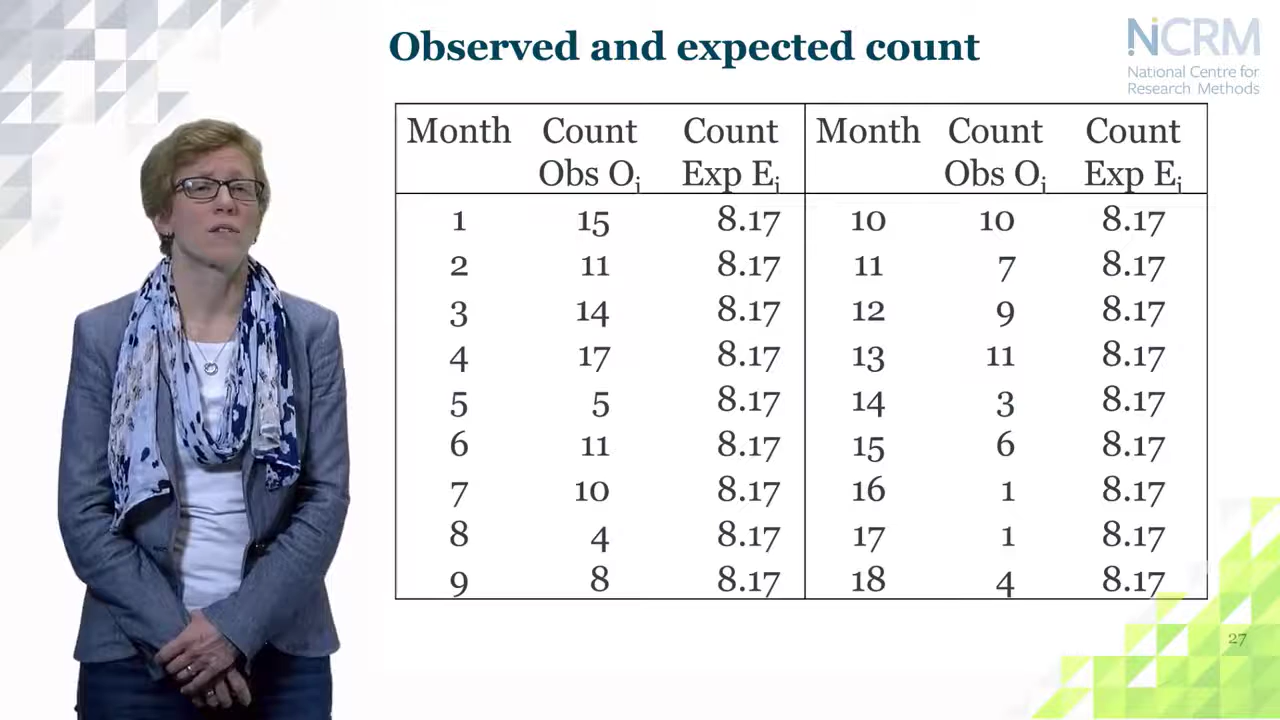 Observed and expected count
NCRM
National Centre for
Research Methods
Month Count Count Month Count Count
Obs Oi Exp Ei Obs Oi Exp Ei
1 15 8.17 10 10 8.17
2 11 8.17 11 7 8.17
3 14 8.17 12 9 8.17
4 17 8.17 13 11 8.17
5 5 8.17 14 3 8.17
6 11 8.17 15 6 8.17
7 10 8.17 16 1 8.17
8 4 8.17 17 1 8.17
9 8 8.17 18 4 8.17
27